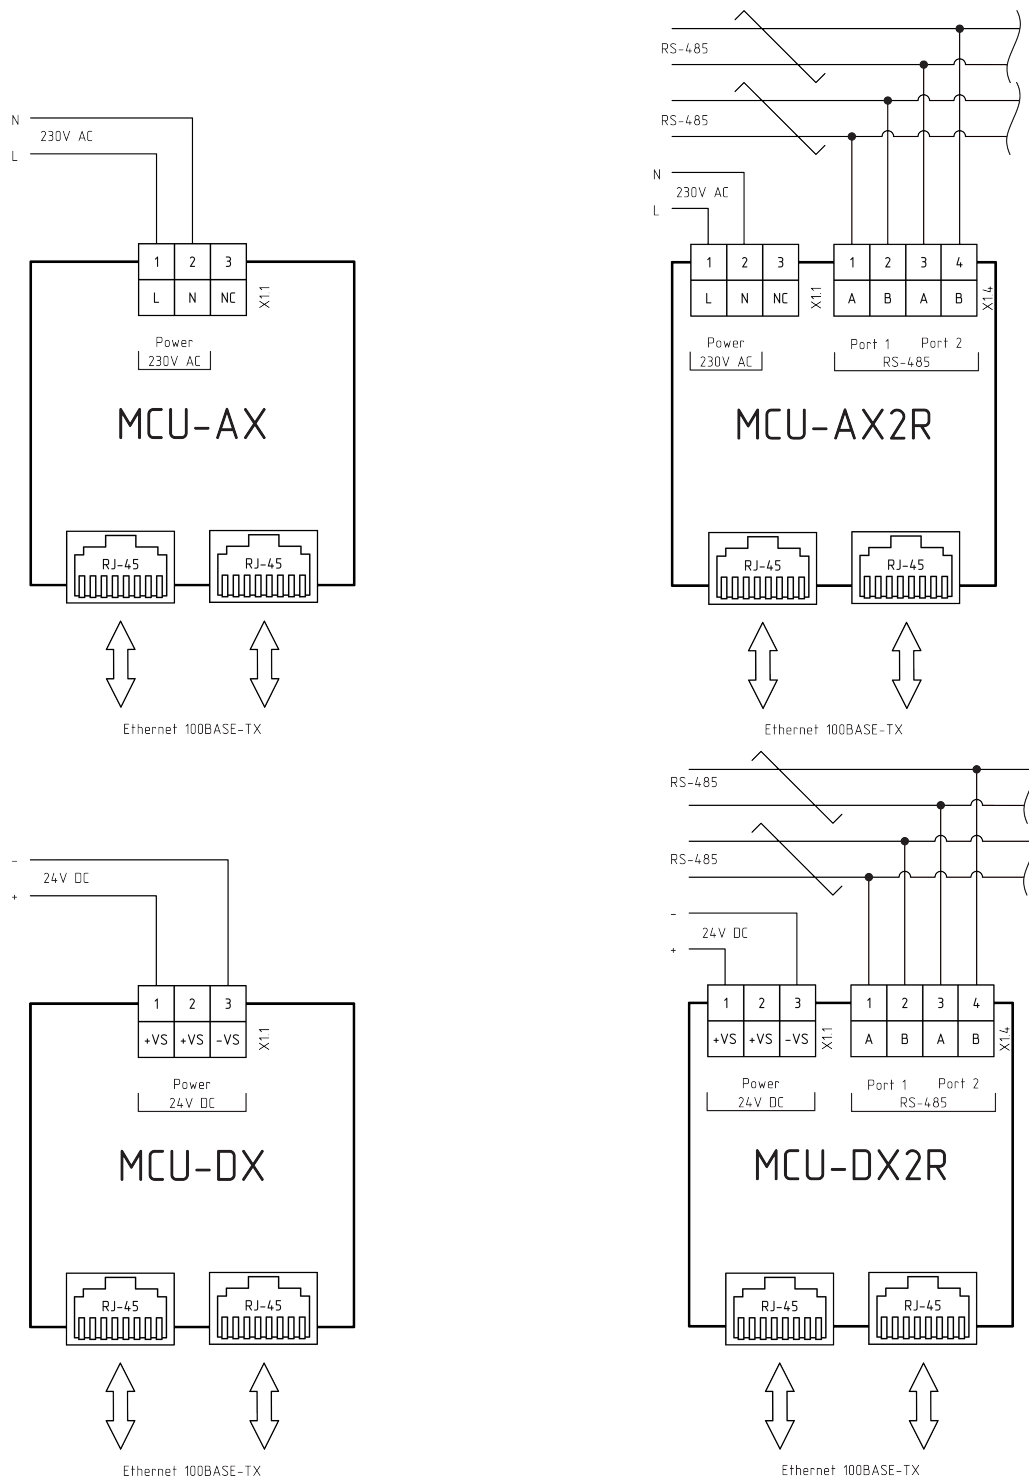 N
230V AC
L
1 2 3
L N NC
X1.1
Power
230V AC
MCU-AX
RJ-45 RJ-45
Ethernet 100BASE-TX
RS-485
RS-485
N
230V AC
L
1 2 3 1 2 3 4
L N NC X1.1 A B A B X1.4
Power Port 1 Port 2
230V AC RS-485
MCU-AX2R
RJ-45 RJ-45
Ethernet 100BASE-TX
-
24V DC
+
1 2 3
+VS +VS -VS
X1.1
Power
24V DC
MCU-DX
RJ-45 RJ-45
Ethernet 100BASE-TX
RS-485
RS-485
-
24V DC
+
1 2 3 1 2 3 4
+VS +VS -VS X1.1 A B A B X1.4
Power Port 1 Port 2
24V DC RS-485
MCU-DX2R
RJ-45 RJ-45
Ethernet 100BASE-TX